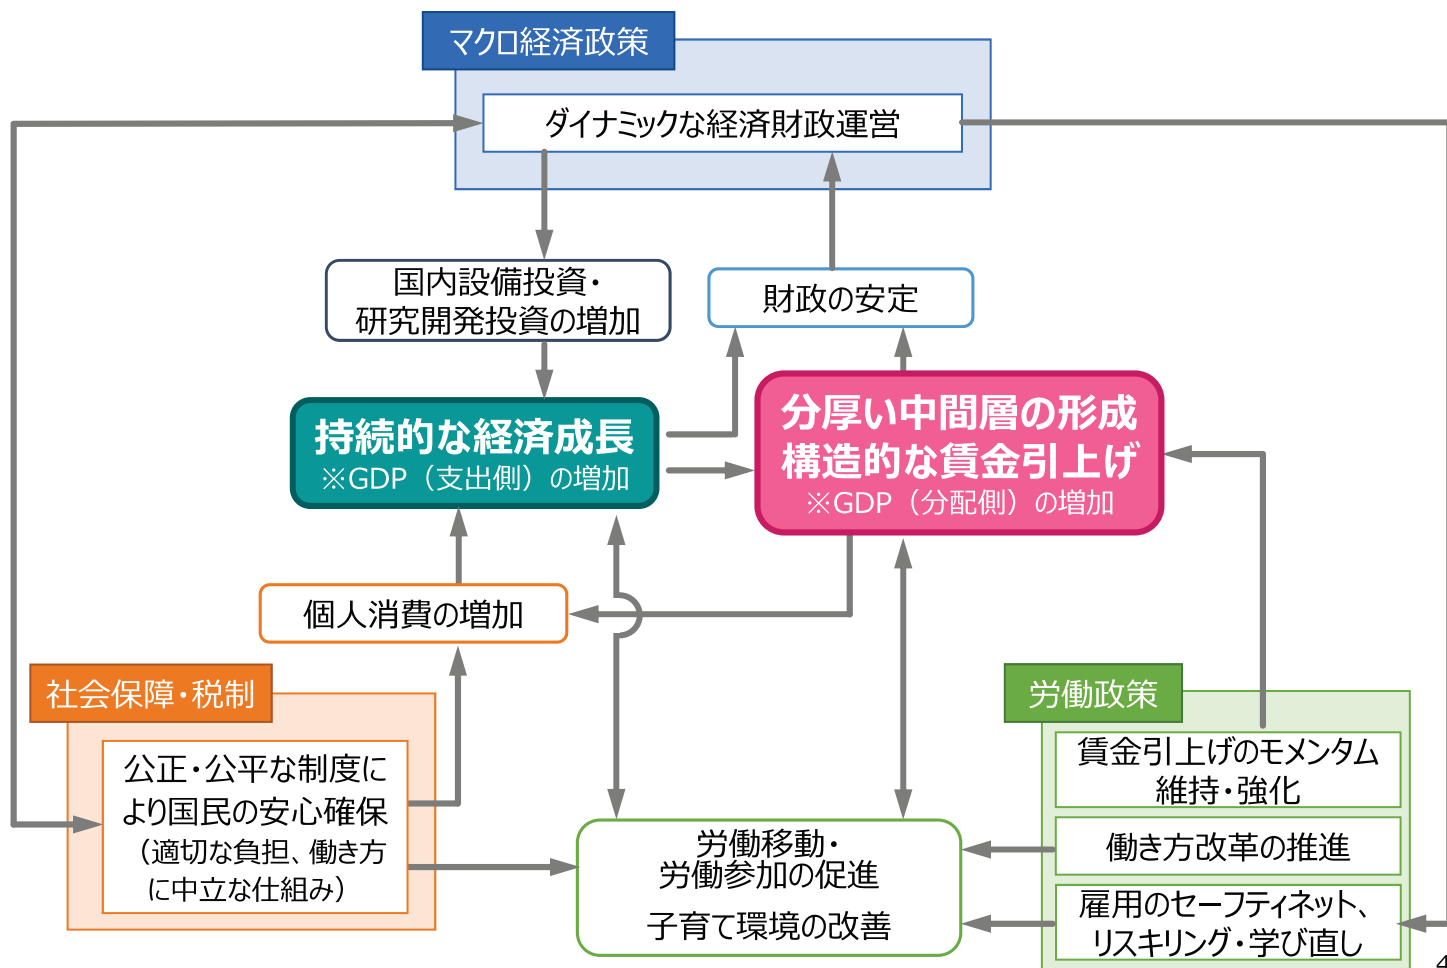 マクロ経済政策
ダイナミックな経済財政運営
国内設備投資・
研究開発投資の増加
財政の安定
持続的な経済成長
※GDP（支出側）の増加
分厚い中間層の形成
構造的な賃金引上げ
※GDP（分配側）の増加
個人消費の増加
社会保障・税制
公正・公平な制度に
より国民の安心確保
（適切な負担、働き方
に中立な仕組み）
労働移動・
労働参加の促進
子育て環境の改善
労働政策
賃金引上げのモメンタム
維持・強化
働き方改革の推進
雇用のセーフティネット、
リスキリング・学び直し
4